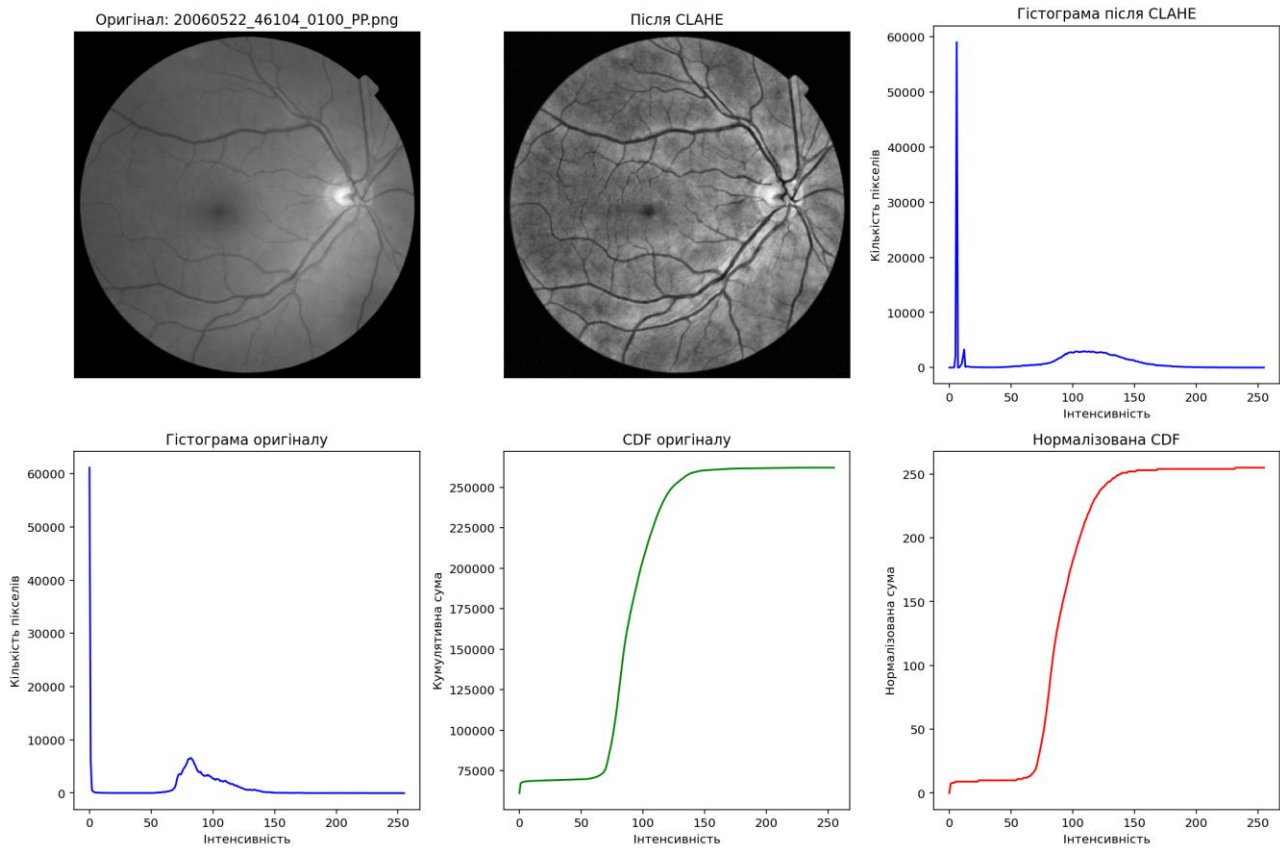 Оригінал: 20060522_46104_0100_PP.png
Після CLAHE
Гістограма після CLAHE
Кількість пікселів
60000
50000
40000
30000
20000
10000
0
0 50 100 150 200 250
Інтенсивність
Гістограма оригіналу
Кількість пікселів
60000
50000
40000
30000
20000
10000
0
0 50 100 150 200 250
Інтенсивність
CDF оригіналу
Кумулятивна сума
250000
225000
200000
175000
150000
125000
100000
75000
0 50 100 150 200 250
Інтенсивність
Нормалізована CDF
Нормалізована сума
250
200
150
100
50
0
0 50 100 150 200 250
Інтенсивність